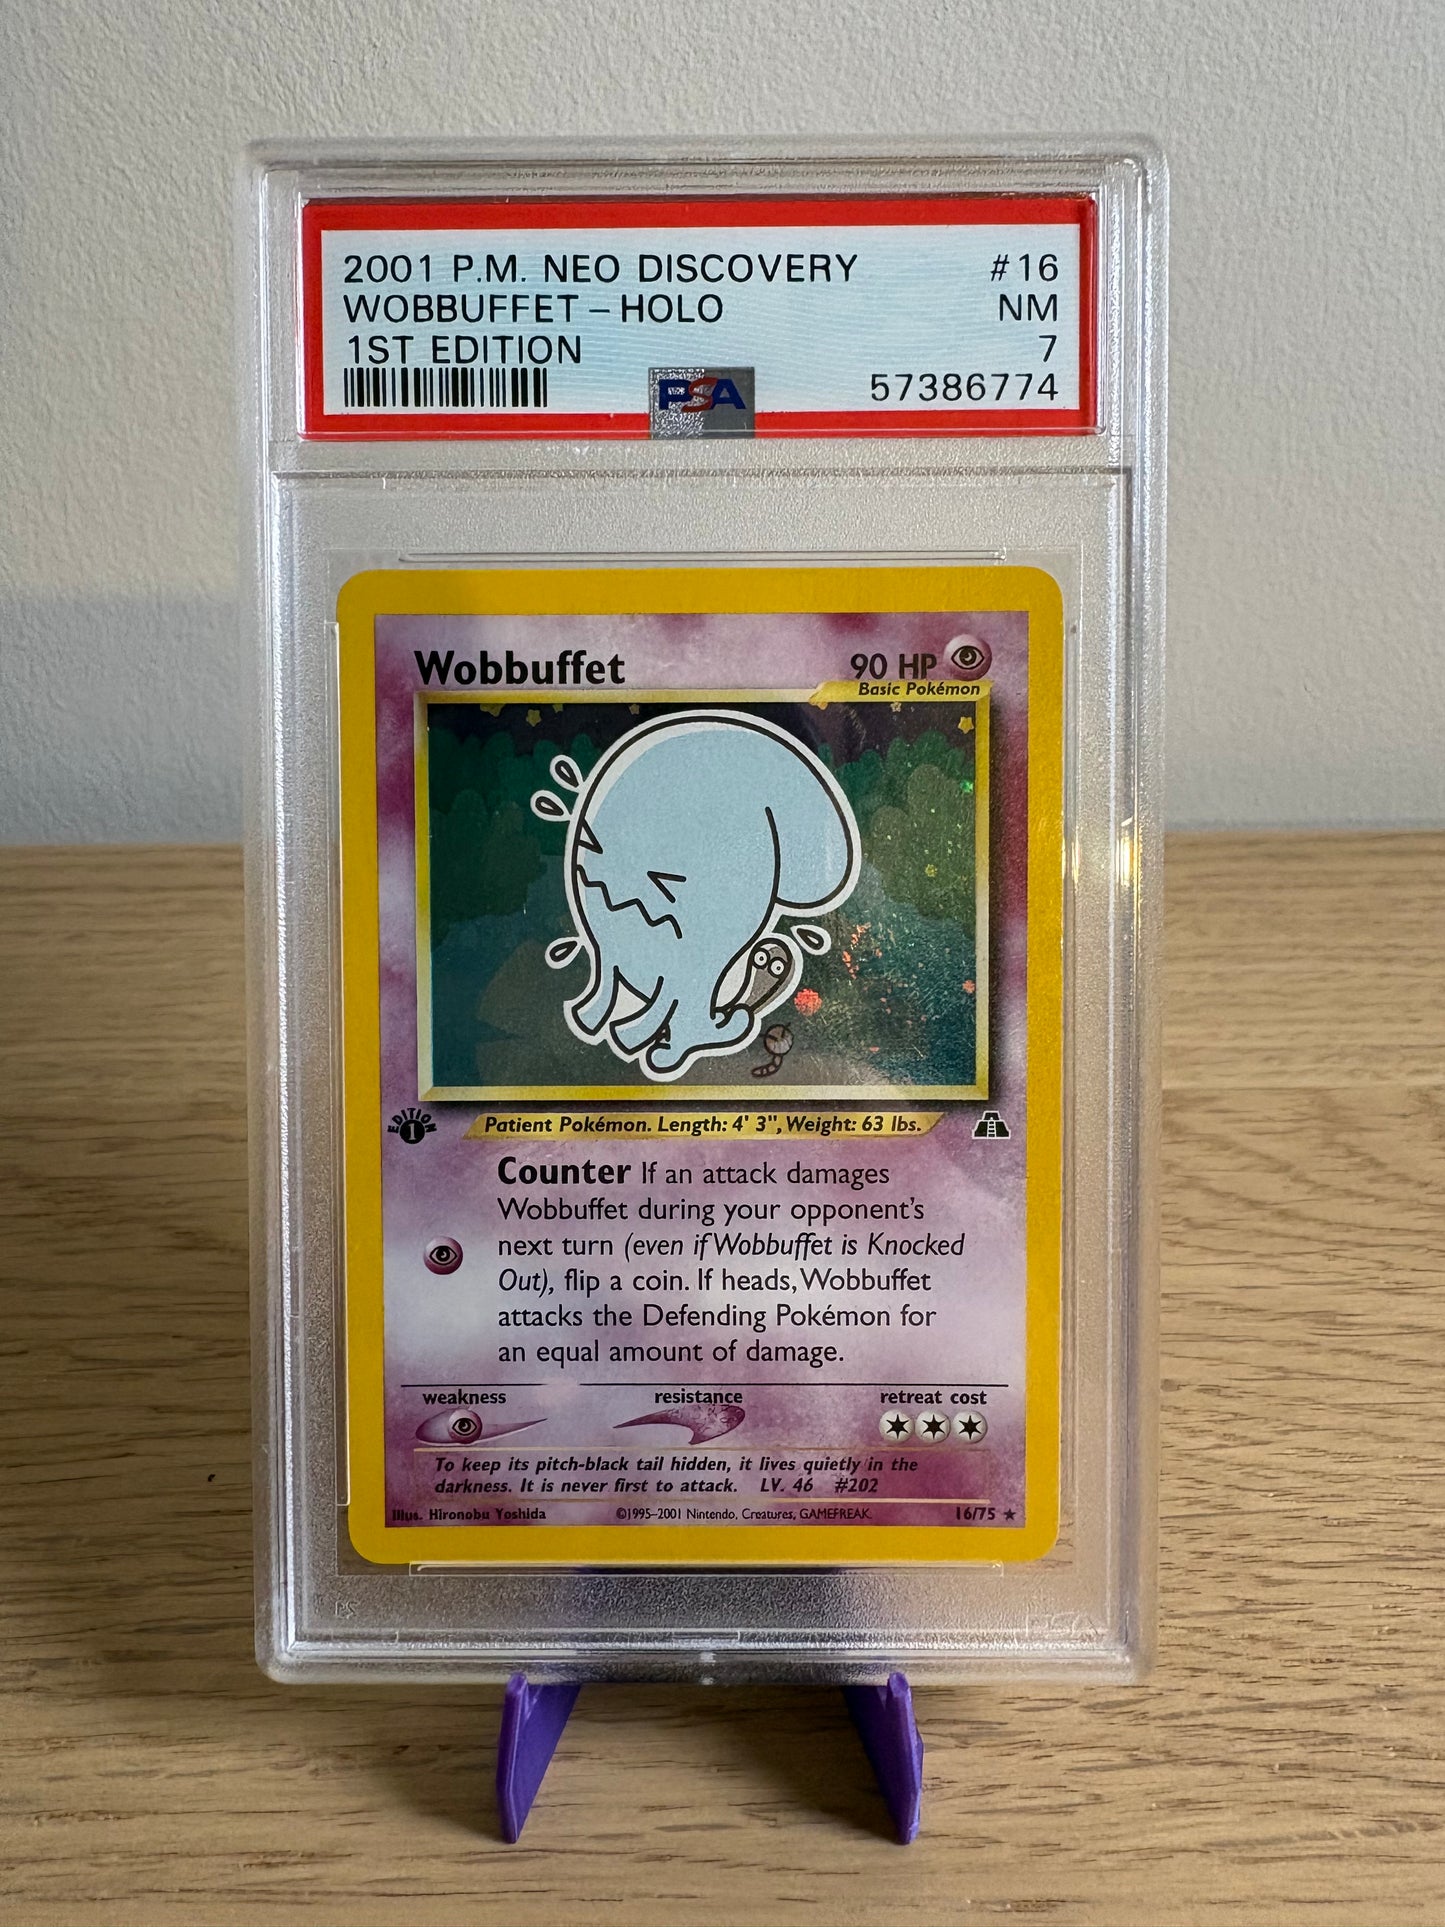 2001 P.M. NEO DISCOVERY #16
WOBBUFFET - HOLO NM
1ST EDITION 7
PSA 57386774
Wobbuffet 90 HP
Basic Pokémon
EDITION 1
Patient Pokémon. Length: 4' 3", Weight: 63 lbs.
Counter If an attack damages
Wobbuffet during your opponent's
next turn (even if Wobbuffet is Knocked
Out), flip a coin. If heads, Wobbuffet
attacks the Defending Pokémon for
an equal amount of damage.
weakness resistance retreat cost
To keep its pitch-black tail hidden, it lives quietly in the
darkness. It is never first to attack. LV. 46 #202
Illus. Hironobu Yoshida ©1995–2001 Nintendo, Creatures, GAMEFREAK. 16/75 ★